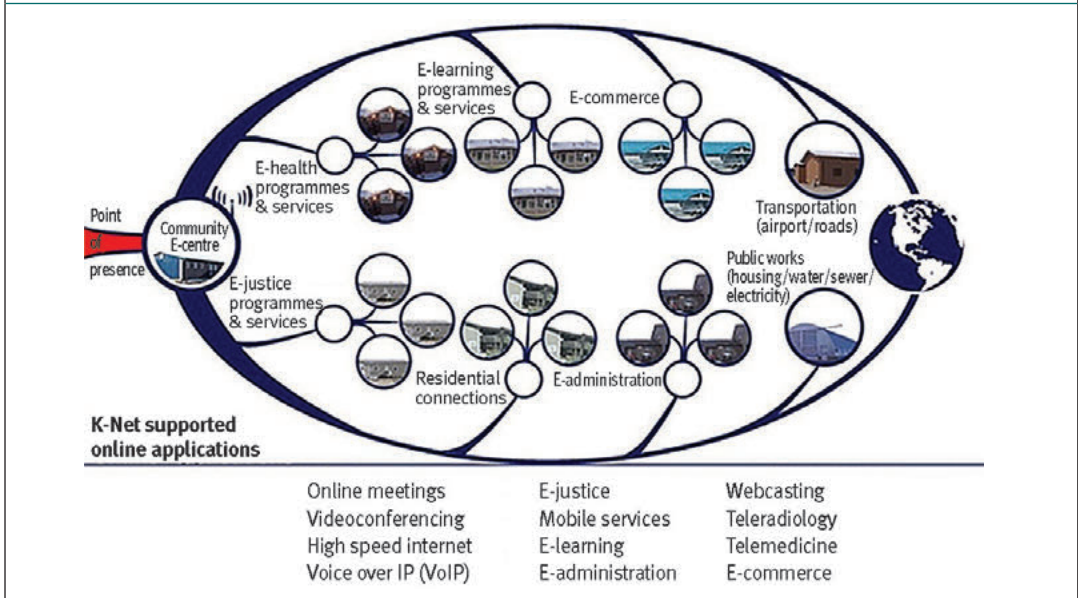 E-learning
programmes
& services
E-commerce
E-health
programmes
& services
Transportation
(airport/roads)
Point
of
presence
Community
E-centre
Public works
(housing/water/sewer/
electricity)
E-justice
programmes
& services
Residential
connections
E-administration
K-Net supported
online applications
Online meetings
Videoconferencing
High speed internet
Voice over IP (VoIP)
E-justice
Mobile services
E-learning
E-administration
Webcasting
Teleradiology
Telemedicine
E-commerce